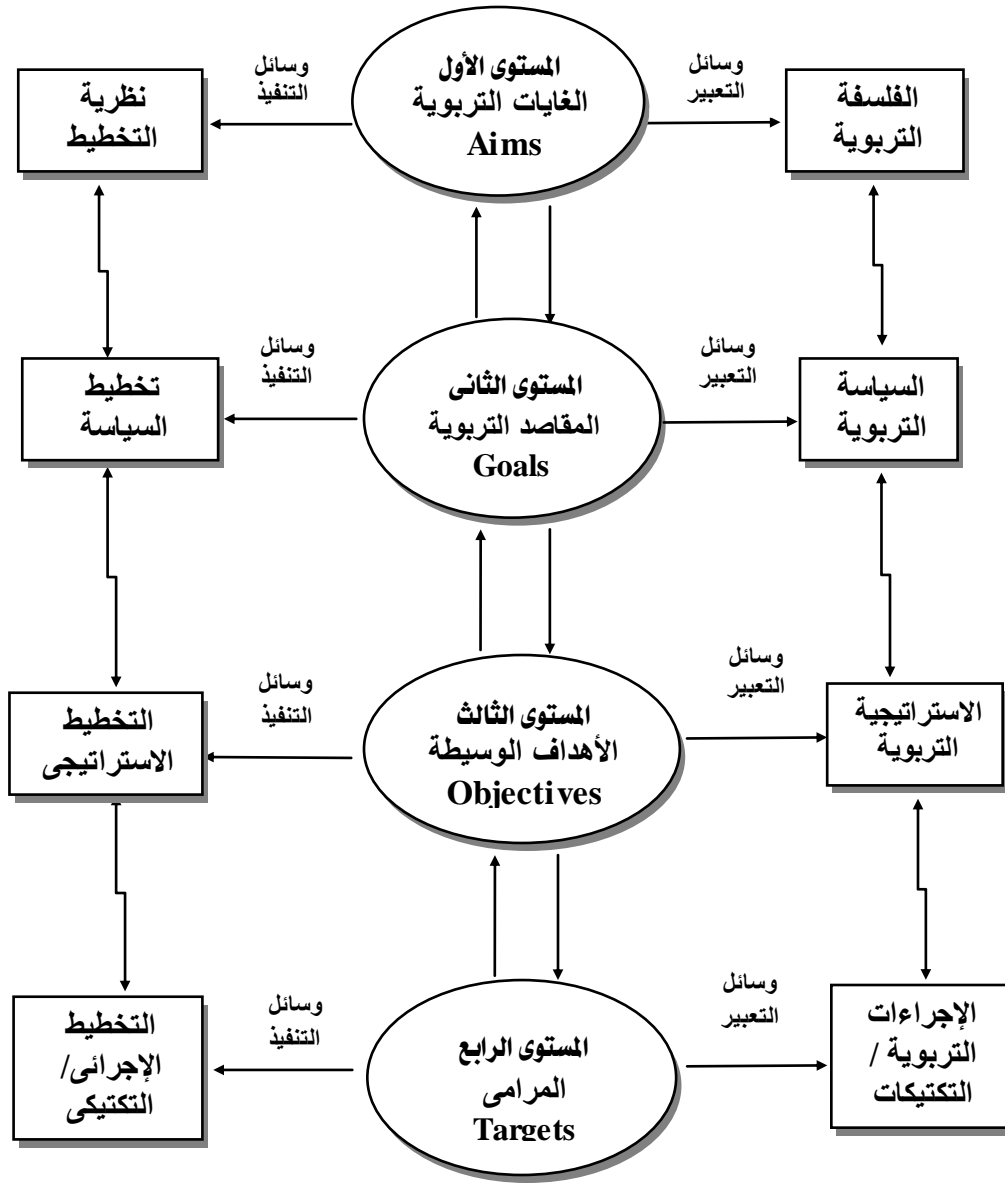 وسائل
التعبير
المستوى الأول
الغايات التربوية
Aims
وسائل
التنفيذ
الفلسفة
التربوية
نظرية
التخطيط
وسائل
التعبير
المستوى الثانى
المقاصد التربوية
Goals
وسائل
التنفيذ
السياسة
التربوية
تخطيط
السياسة
وسائل
التعبير
المستوى الثالث
الأهداف الوسيطة
Objectives
وسائل
التنفيذ
الاستراتيجية
التربوية
التخطيط
الاستراتيجى
وسائل
التعبير
المستوى الرابع
المرامى
Targets
وسائل
التنفيذ
الإجراءات
التربوية /
التكتيكات
التخطيط
الإجرائى/
التكتيكى